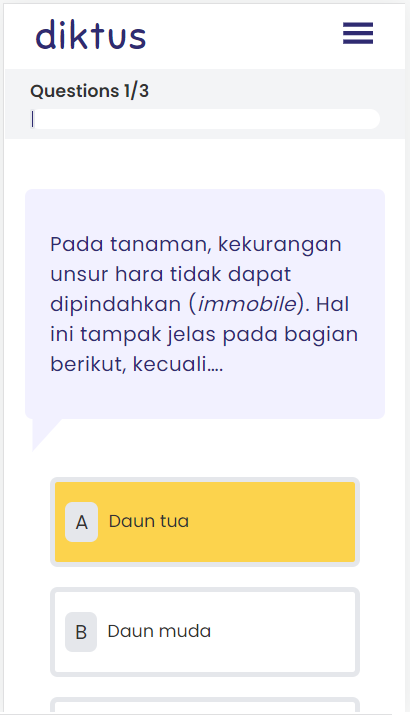 diktus
Questions 1/3
Pada tanaman, kekurangan
unsur hara tidak dapat
dipindahkan (immobile). Hal
ini tampak jelas pada bagian
berikut, kecuali....
A Daun tua
B Daun muda